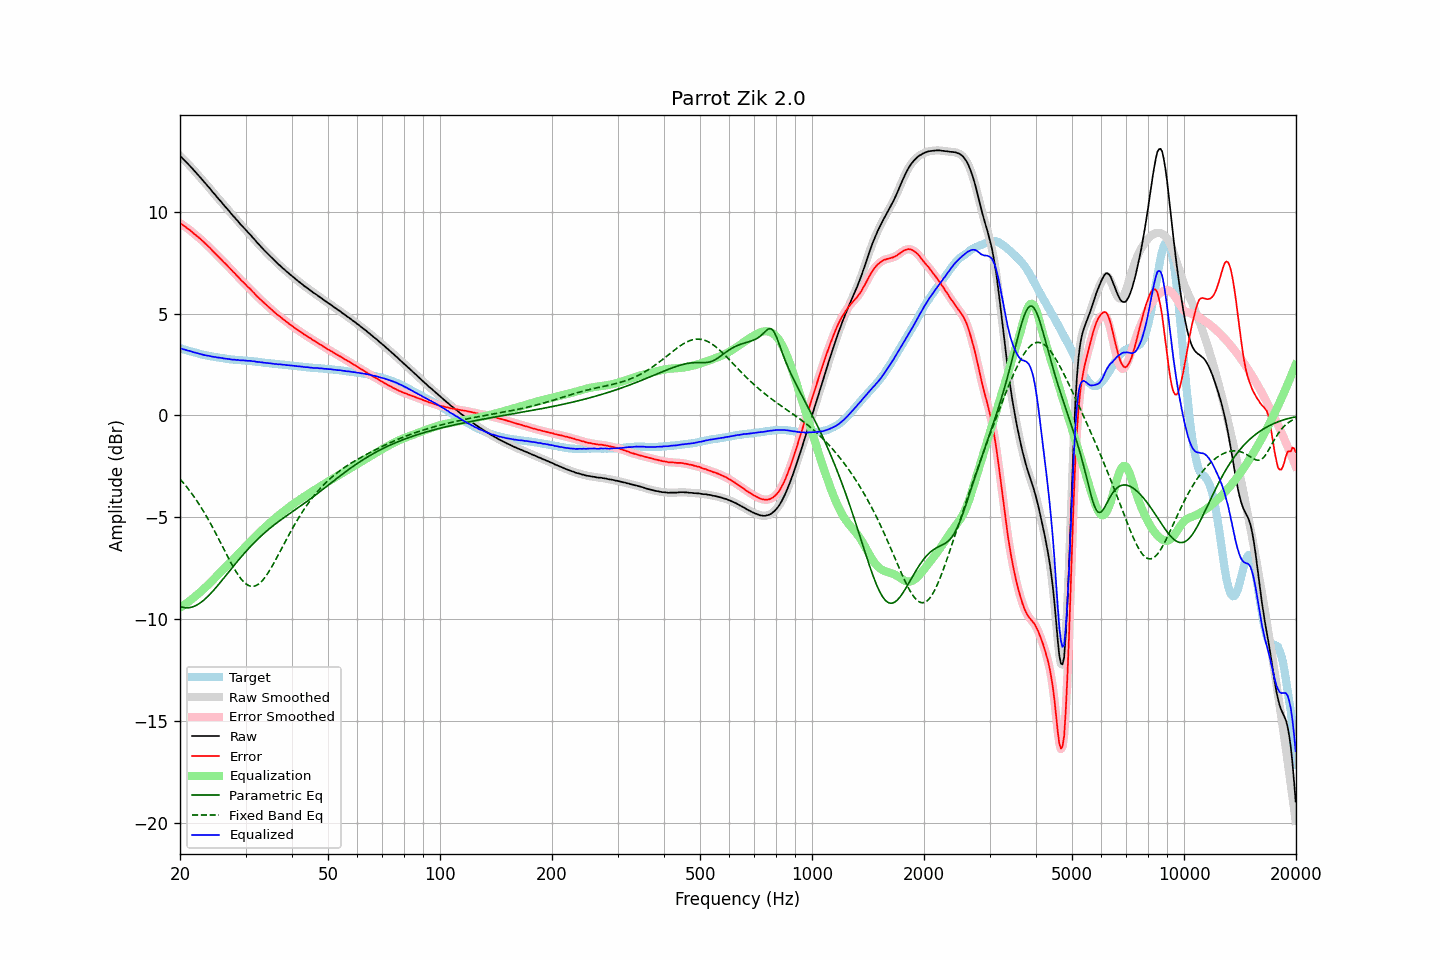 Parrot Zik 2.0
Amplitude (dBr)
10
5
0
−5
−10
−15
−20
Target
Raw Smoothed
Error Smoothed
Raw
Error
Equalization
Parametric Eq
Fixed Band Eq
Equalized
20 50 100 200 500 1000 2000 5000 10000 20000
Frequency (Hz)